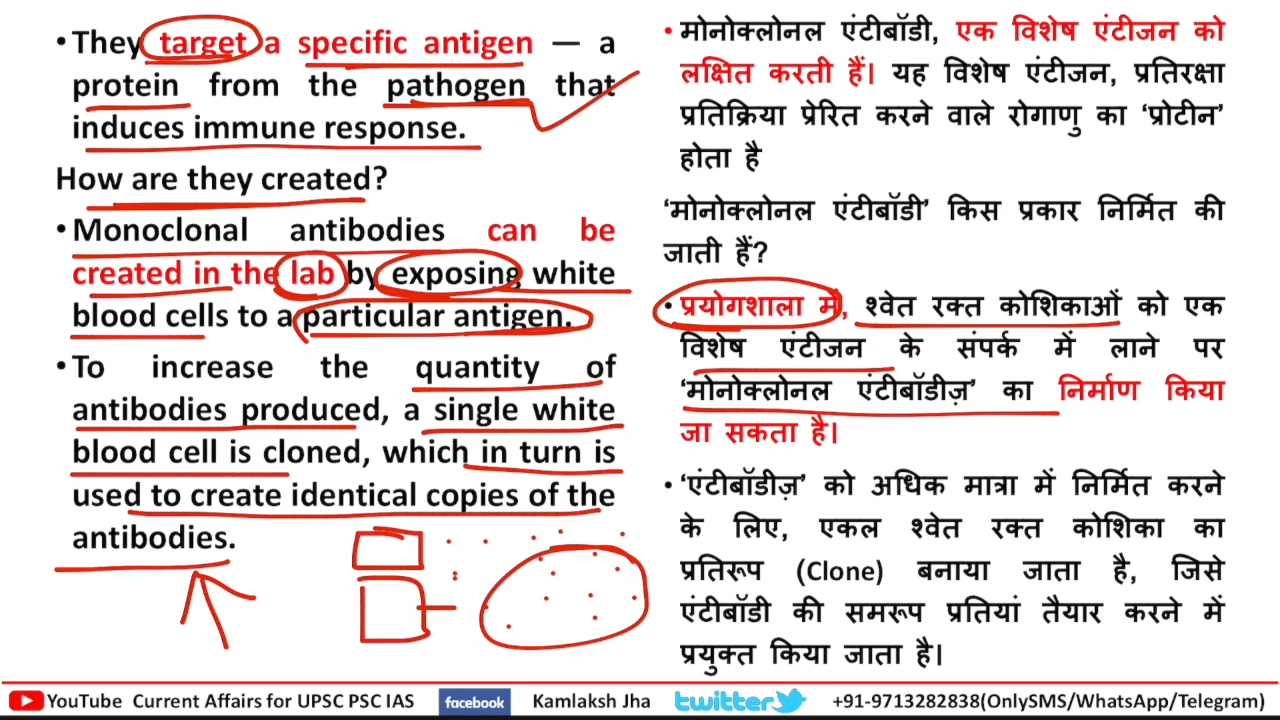 • They target a specific antigen — a
protein from the pathogen that
induces immune response.
How are they created?
• Monoclonal antibodies can be
created in the lab by exposing white
blood cells to a particular antigen.
• To increase the quantity of
antibodies produced, a single white
blood cell is cloned, which in turn is
used to create identical copies of the
antibodies.
• मोनोक्लोनल एंटीबॉडी, एक विशेष एंटीजन को
लक्षित करती हैं। यह विशेष एंटीजन, प्रतिरक्षा
प्रतिक्रिया प्रेरित करने वाले रोगाणु का ‘प्रोटीन’
होता है
‘मोनोक्लोनल एंटीबॉडी’ किस प्रकार निर्मित की
जाती हैं?
• प्रयोगशाला में, श्वेत रक्त कोशिकाओं को एक
विशेष एंटीजन के संपर्क में लाने पर
‘मोनोक्लोनल एंटीबॉडीज़’ का निर्माण किया
जा सकता है।
• ‘एंटीबॉडीज़’ को अधिक मात्रा में निर्मित करने
के लिए, एकल श्वेत रक्त कोशिका का
प्रतिरूप (Clone) बनाया जाता है, जिसे
एंटीबॉडी की समरूप प्रतियां तैयार करने में
प्रयुक्त किया जाता है।
YouTube Current Affairs for UPSC PSC IAS facebook Kamlaksh Jha twitter +91-9713282838(OnlySMS/WhatsApp/Telegram)